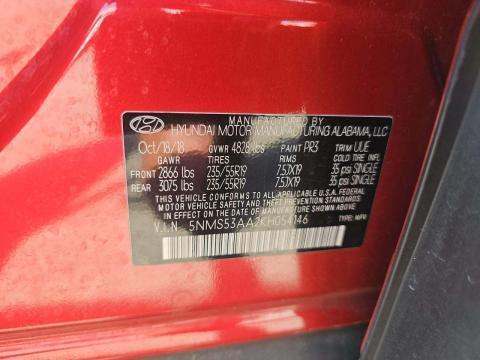 MANUFACTURED BY
HYUNDAI MOTOR MANUFACTURING ALABAMA, LLC
Oct/18/18 GVWR 4828 lbs PAINT PR3 TRIM UUE
GAWR TIRES RIMS COLD TIRE INF.
FRONT 2866 lbs 235/55R19 7.5JX19 35 psi SINGLE
REAR 3075 lbs 235/55R19 7.5JX19 35 psi SINGLE
THIS VEHICLE CONFORMS TO ALL APPLICABLE U.S.A. FEDERAL
MOTOR VEHICLE SAFETY, BUMPER, AND THEFT PREVENTION STANDARDS
IN EFFECT ON THE DATE OF MANUFACTURE SHOWN ABOVE.
V.I.N. 5NMS53AA2KH054146 TYPE: MPV